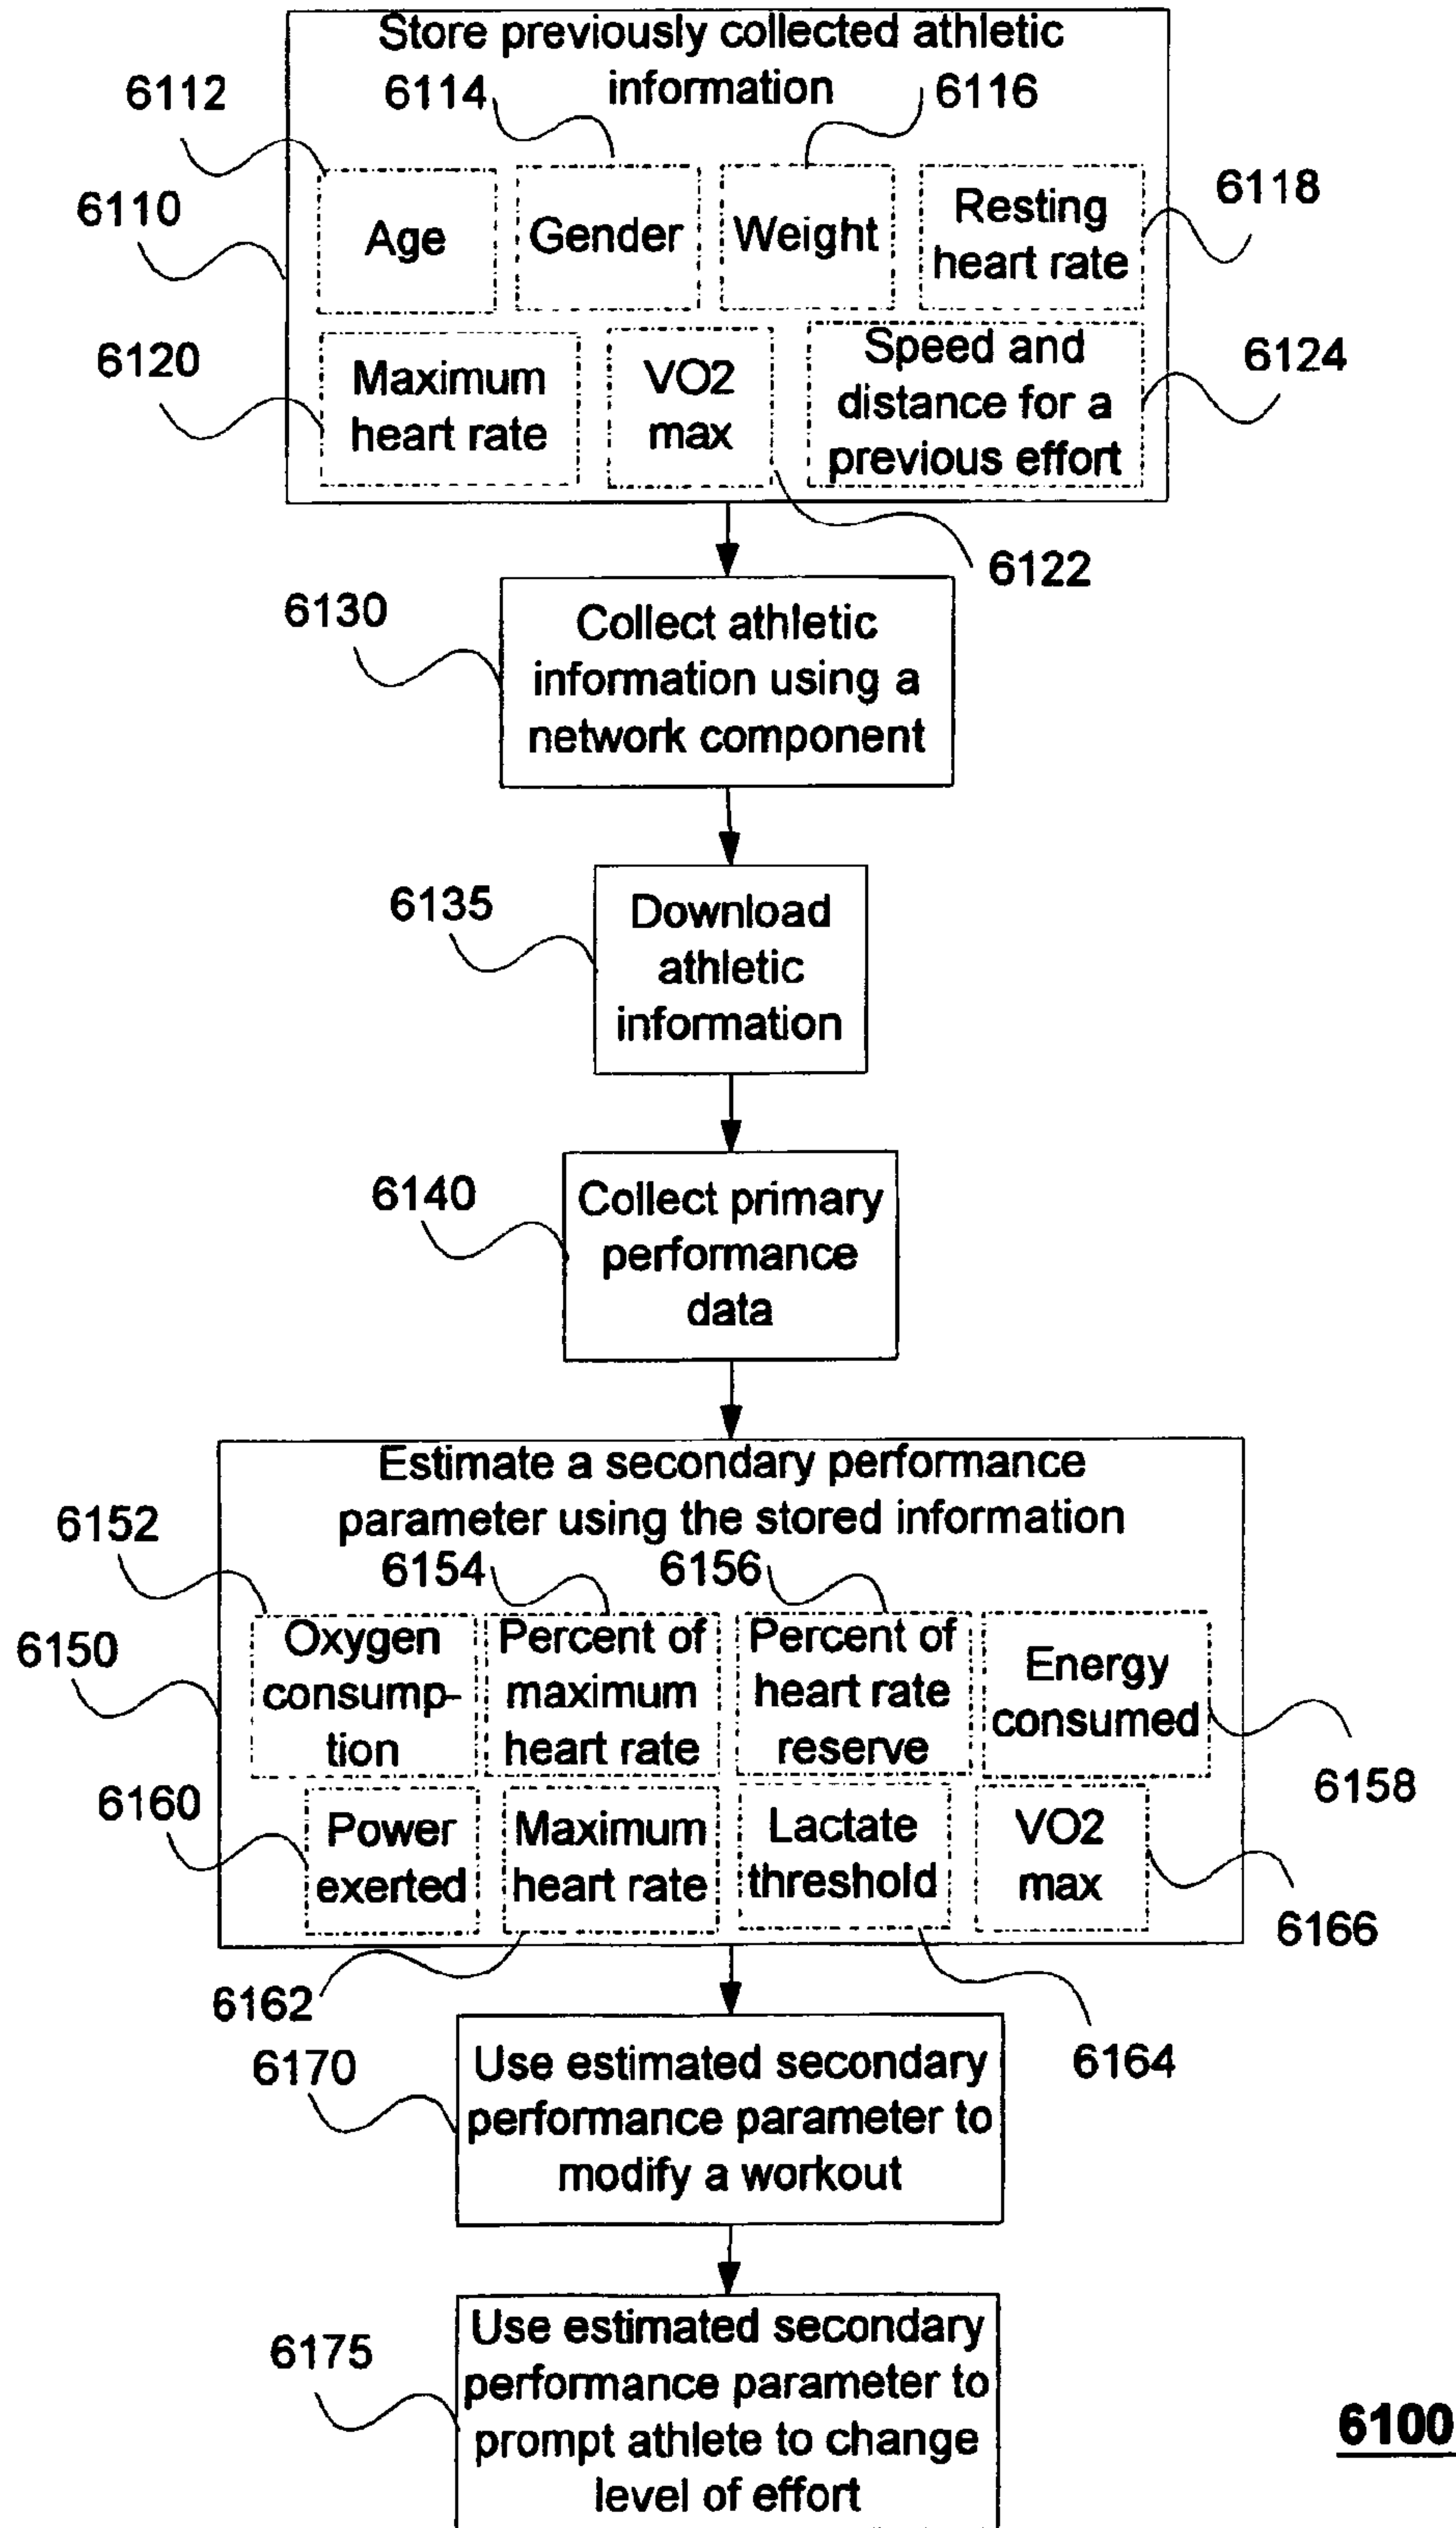 Store previously collected athletic
information
6112
6114
6116
6110
Age
Gender
Weight
Resting
heart rate
6118
6120
Maximum
heart rate
VO2
max
Speed and
distance for a
previous effort
6124
6122
6130
Collect athletic
information using a
network component
6135
Download
athletic
information
6140
Collect primary
performance
data
Estimate a secondary performance
parameter using the stored information
6152
6154
6156
6150
Oxygen
consump-
tion
Percent of
maximum
heart rate
Percent of
heart rate
reserve
Energy
consumed
6158
6160
Power
exerted
Maximum
heart rate
Lactate
threshold
VO2
max
6166
6162
6164
6170
Use estimated secondary
performance parameter to
modify a workout
6175
Use estimated secondary
performance parameter to
prompt athlete to change
level of effort
6100